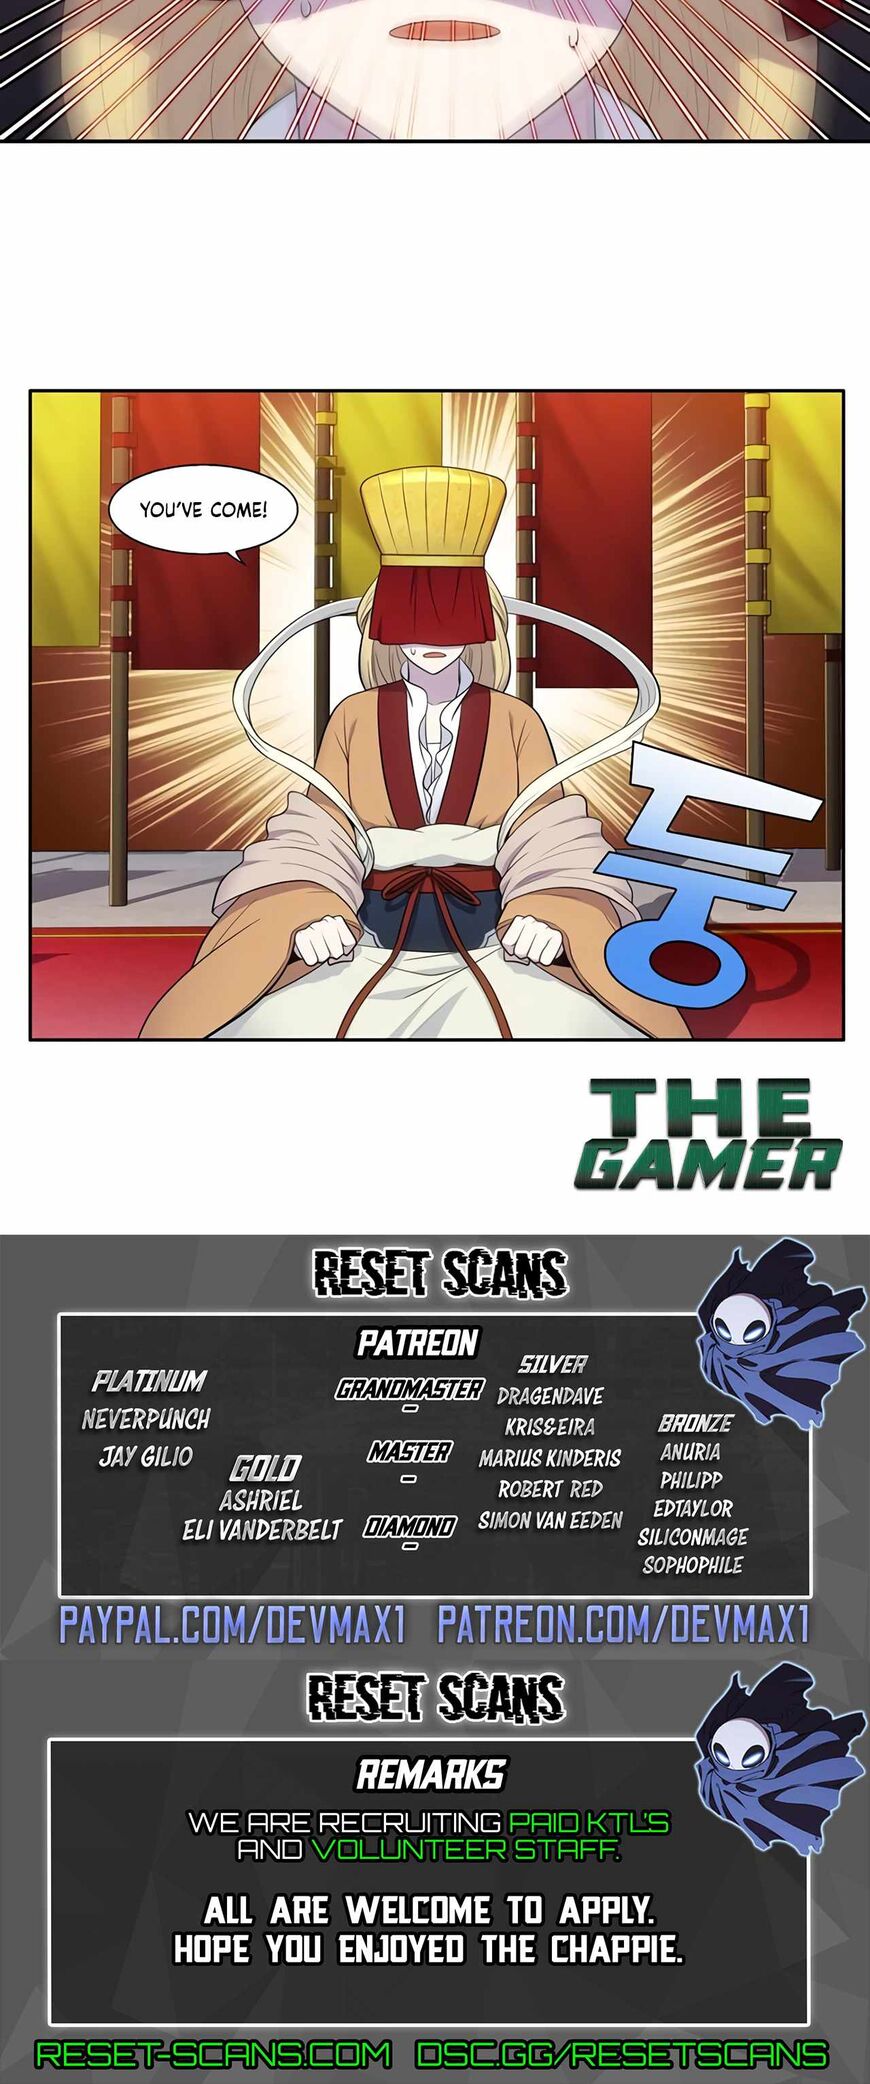 YOU'VE COME!
둥
THE
GAMER
RESET SCANS
PATREON
PLATINUM
NEVERPUNCH
JAY GILIO
GOLD
ASHRIEL
ELI VANDERBELT
GRANDMASTER
-
MASTER
-
DIAMOND
-
SILVER
DRAGENDAVE
KRIS&EIRA
MARIUS KINDERIS
ROBERT RED
SIMON VAN EEDEN
BRONZE
ANURIA
PHILIPP
EDTAYLOR
SILICONMAGE
SOPHOPHILE
PAYPAL.COM/DEVMAX1 PATREON.COM/DEVMAX1
RESET SCANS
REMARKS
WE ARE RECRUITING PAID KTL'S
AND VOLUNTEER STAFF.
ALL ARE WELCOME TO APPLY.
HOPE YOU ENJOYED THE CHAPPIE.
RESET-SCANS.COM DSC.GG/RESETSCANS